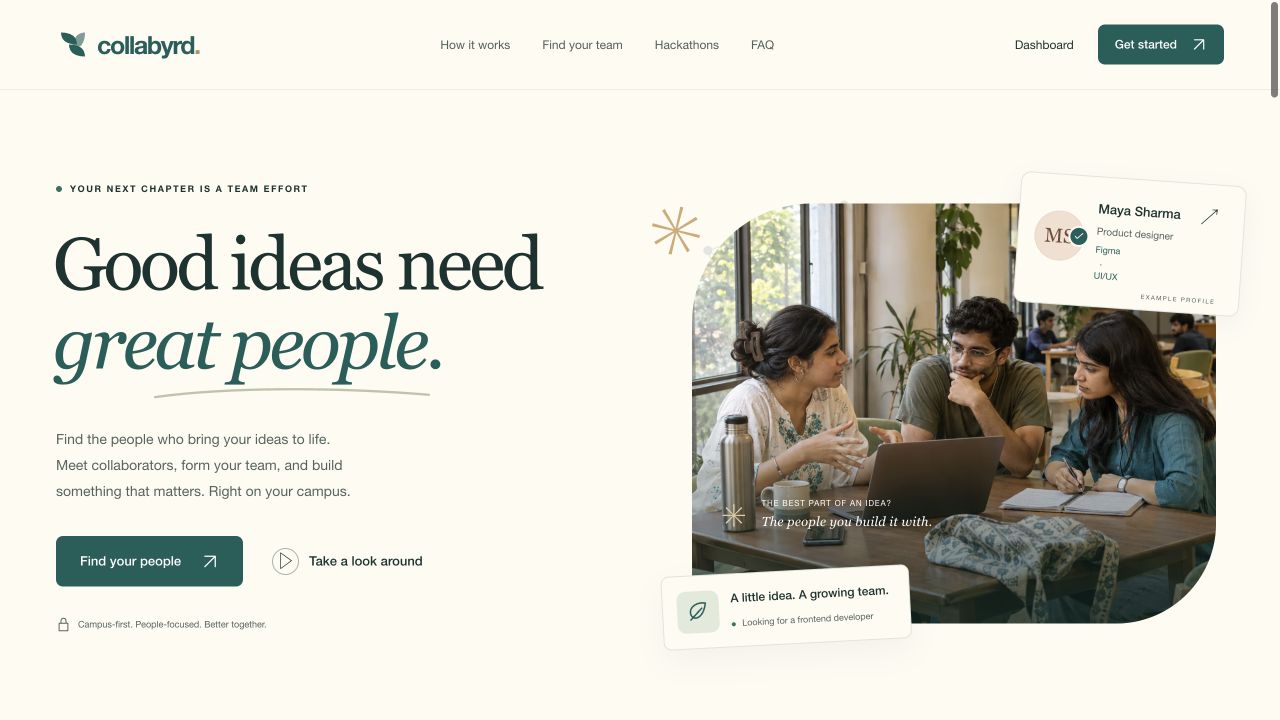 collabyrd.
How it works
Find your team
Hackathons
FAQ
Dashboard
Get started
YOUR NEXT CHAPTER IS A TEAM EFFORT
Good ideas need
great people.
Find the people who bring your ideas to life.
Meet collaborators, form your team, and build
something that matters. Right on your campus.
Find your people
Take a look around
Campus-first. People-focused. Better together.
MS
Maya Sharma
Product designer
Figma
·
UI/UX
EXAMPLE PROFILE
THE BEST PART OF AN IDEA?
The people you build it with.
A little idea. A growing team.
Looking for a frontend developer